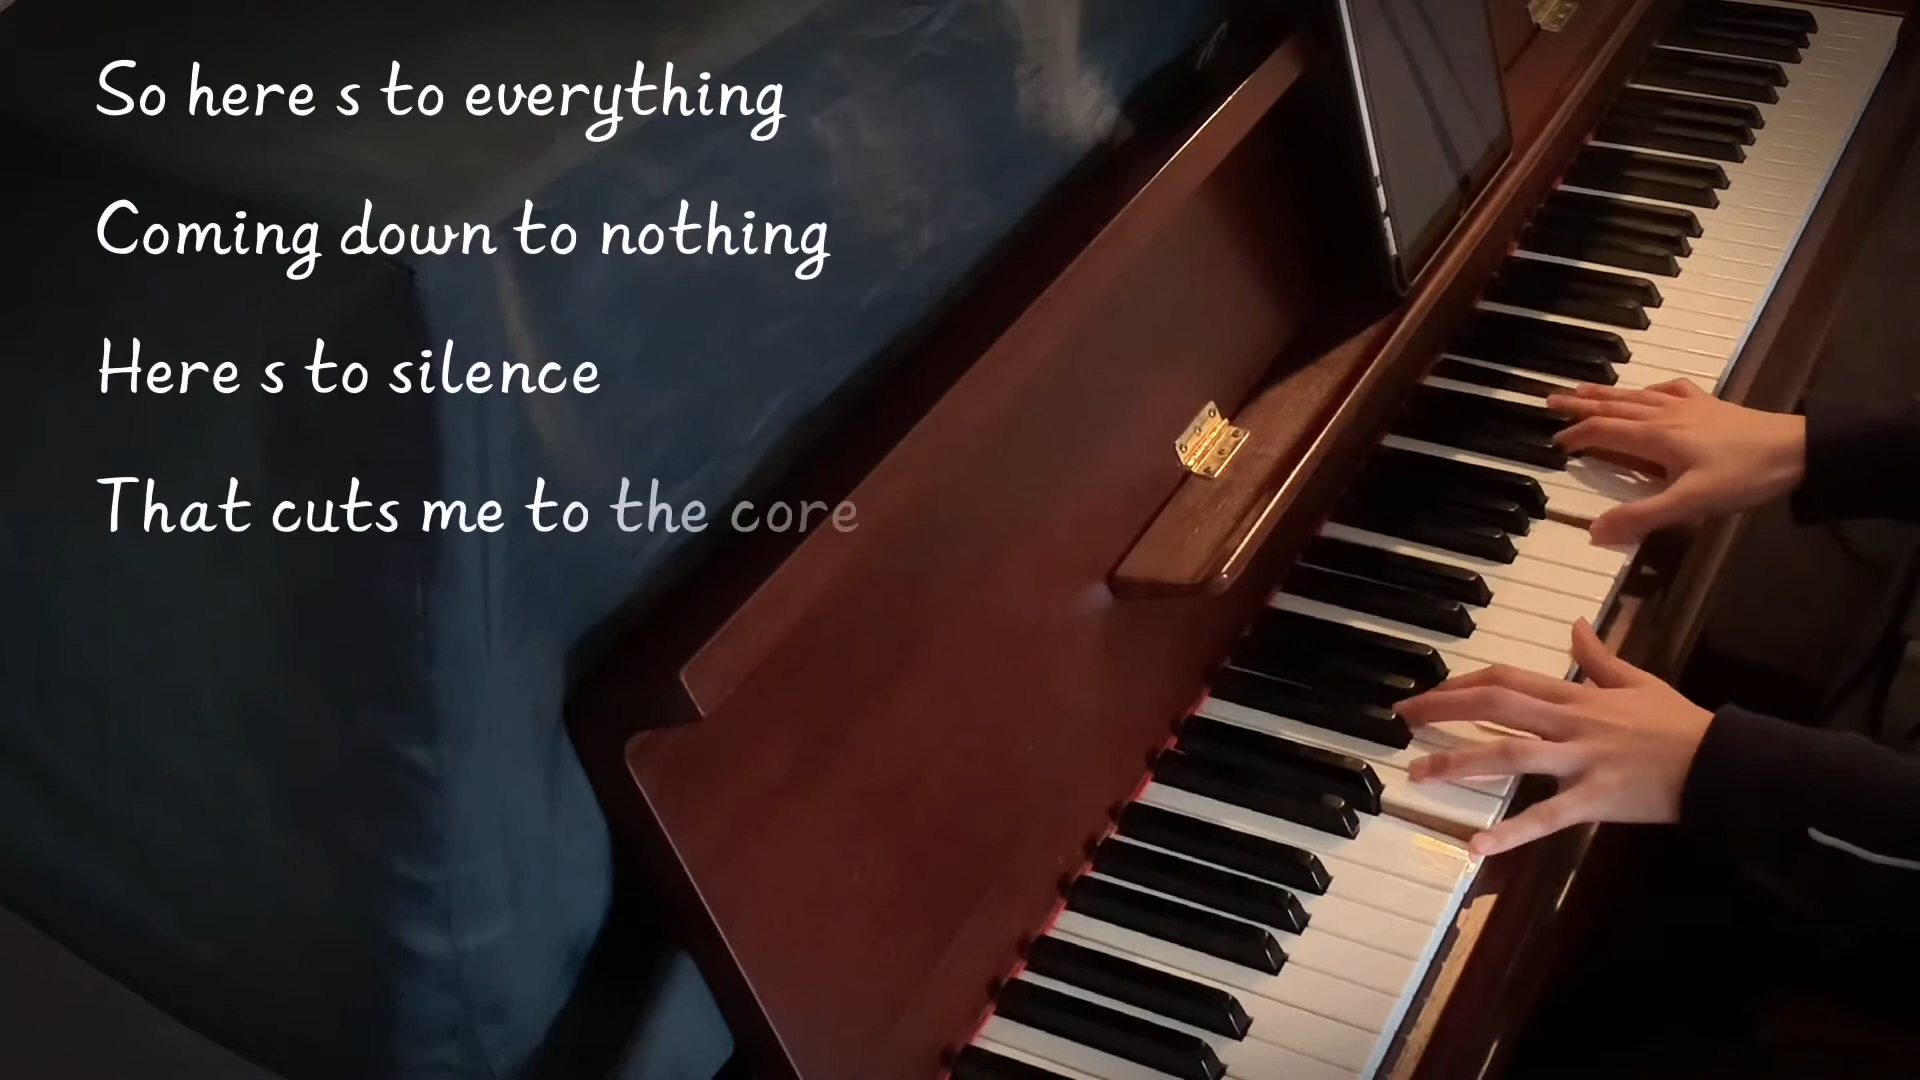 So here s to everything
Coming down to nothing
Here s to silence
That cuts me to the core